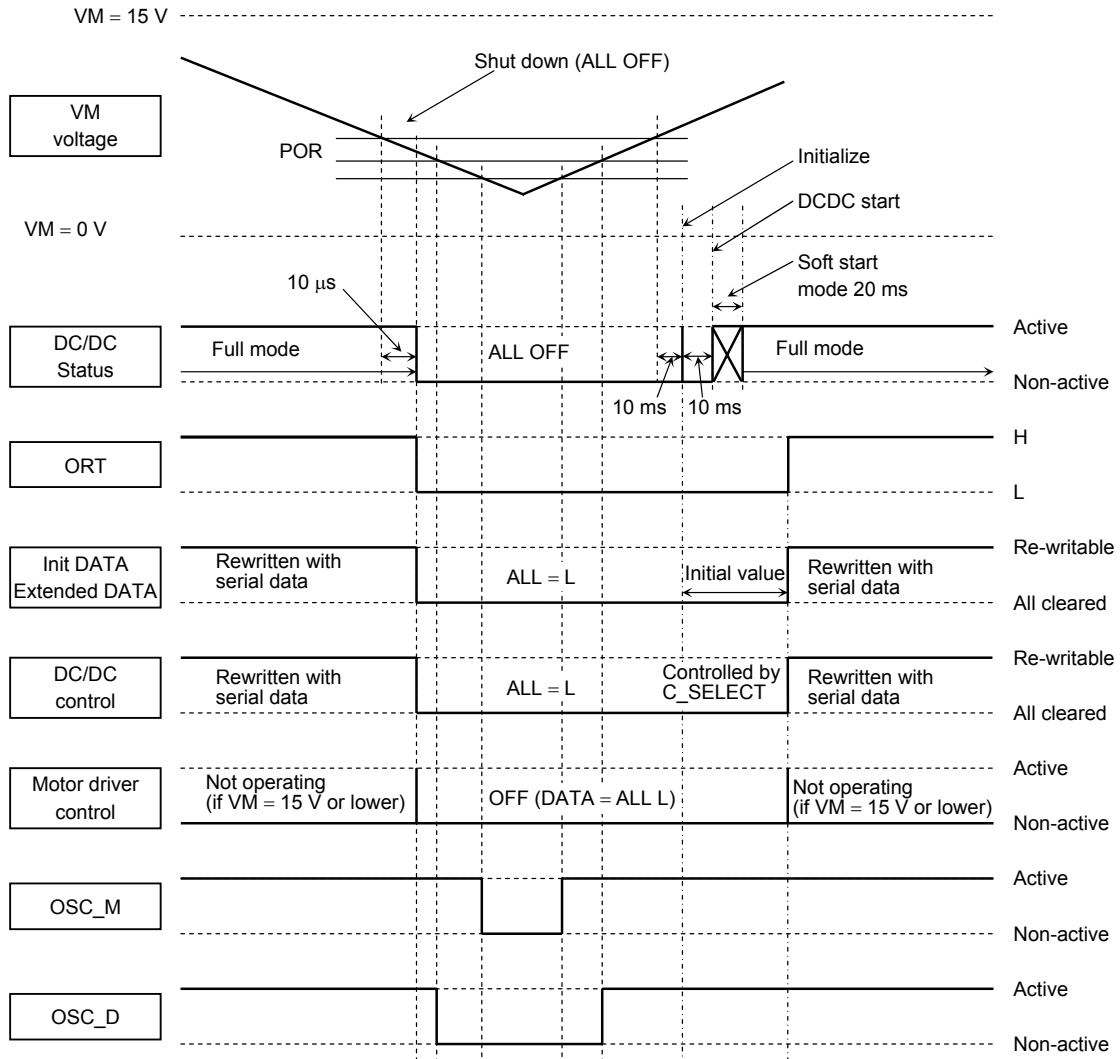 VM = 15 V
Shut down (ALL OFF)
VM
voltage
POR
Initialize
DCDC start
VM = 0 V
Soft start
mode 20 ms
10 μs
DC/DC
Status
Full mode
ALL OFF
Full mode
Active
Non-active
10 ms
10 ms
ORT
H
L
Init DATA
Extended DATA
Rewritten with
serial data
ALL = L
Initial value
Rewritten with
serial data
Re-writable
All cleared
DC/DC
control
Rewritten with
serial data
ALL = L
Controlled by
C_SELECT
Rewritten with
serial data
Re-writable
All cleared
Motor driver
control
Not operating
(if VM = 15 V or lower)
OFF (DATA = ALL L)
Not operating
(if VM = 15 V or lower)
Active
Non-active
OSC_M
Active
Non-active
OSC_D
Active
Non-active